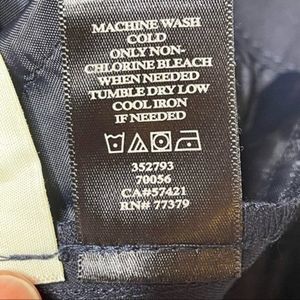 MACHINE WASH
COLD
ONLY NON-
CHLORINE BLEACH
WHEN NEEDED
TUMBLE DRY LOW
COOL IRON
IF NEEDED
352793
70056
CA#57421
RN# 77379